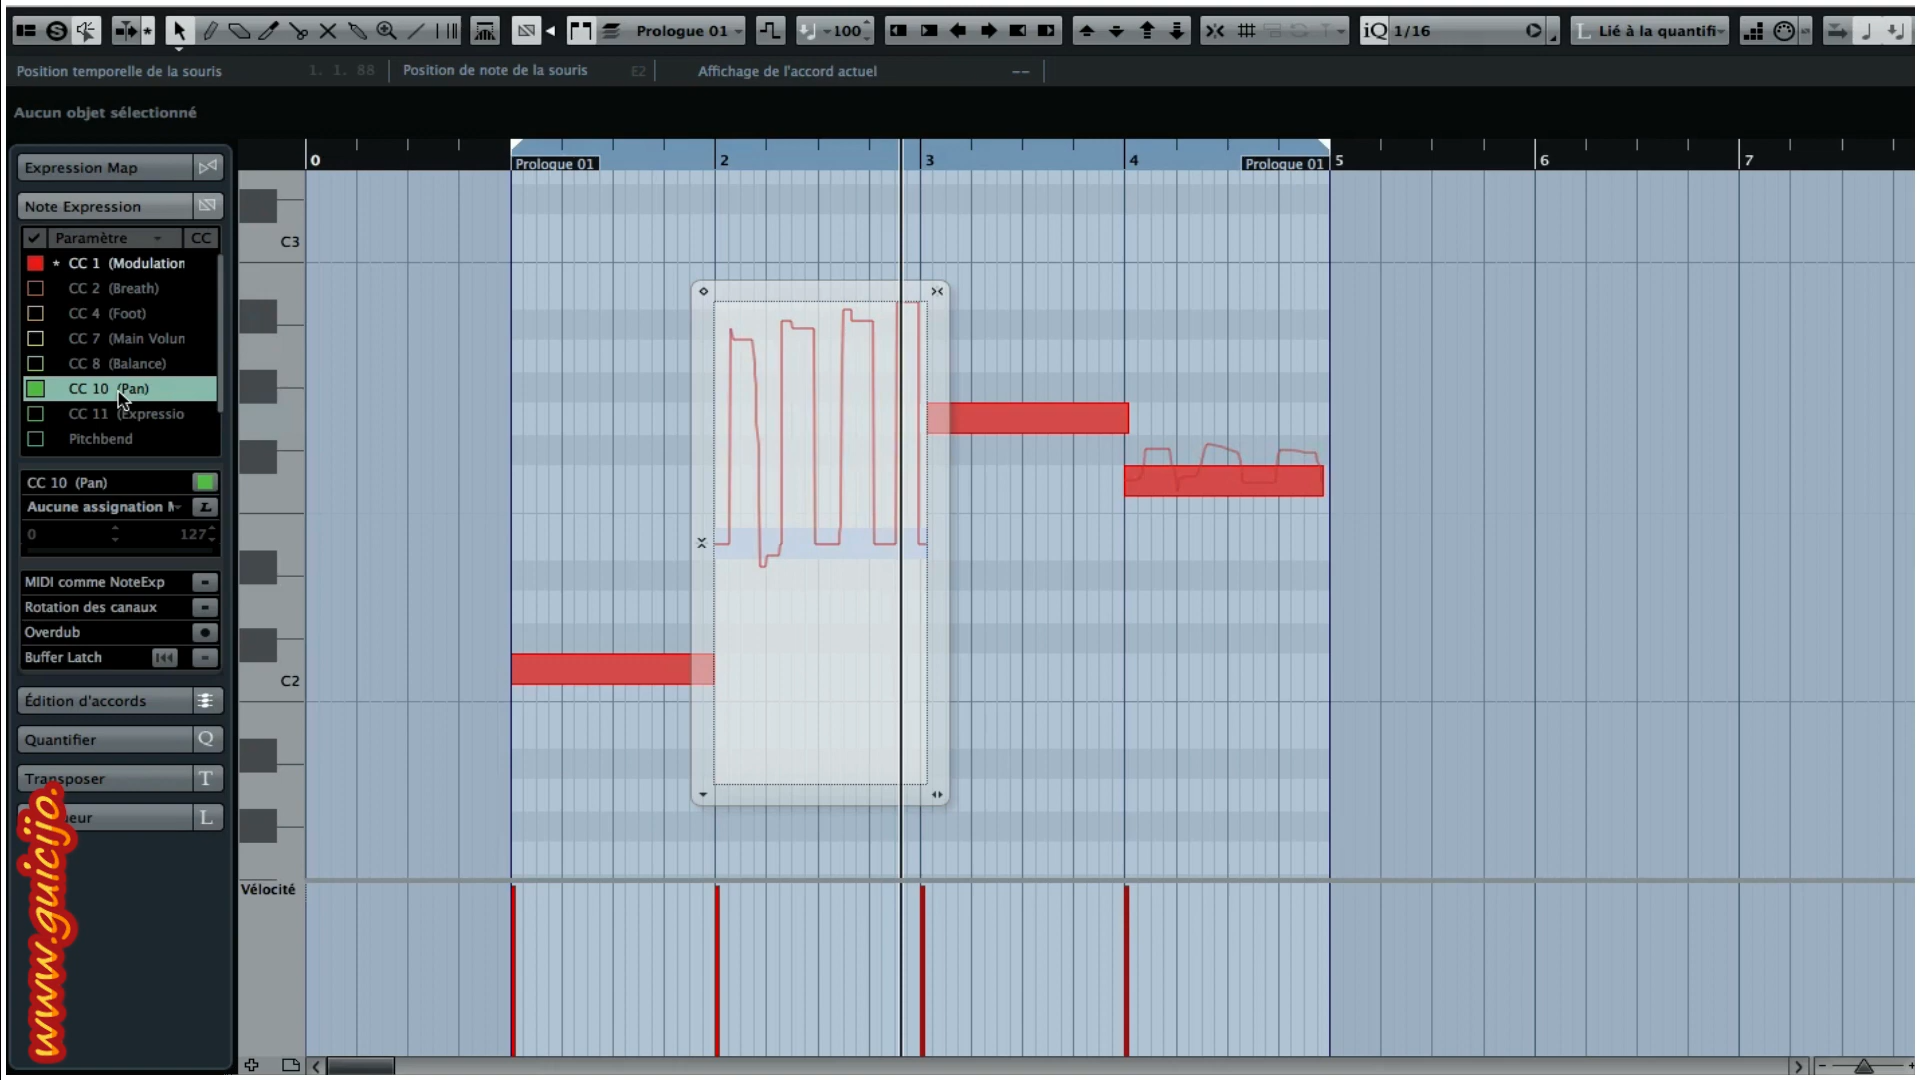 Prologue 01
100
iQ 1/16
L Lié à la quantifi
Position temporelle de la souris 1. 1. 88 Position de note de la souris E2 Affichage de l'accord actuel --
Aucun objet sélectionné
Expression Map
Note Expression
Paramètre CC
* CC 1 (Modulation
CC 2 (Breath)
CC 4 (Foot)
CC 7 (Main Volun
CC 8 (Balance)
CC 10 (Pan)
CC 11 (Expressio
Pitchbend
CC 10 (Pan)
Aucune assignation M
0 127
MIDI comme NoteExp
Rotation des canaux
Overdub
Buffer Latch
Édition d'accords
Quantifier Q
Transposer T
ueur L
0 2 3 4 5 6 7
Prologue 01 Prologue 01
C3
C2
Vélocité
www.guicijo.